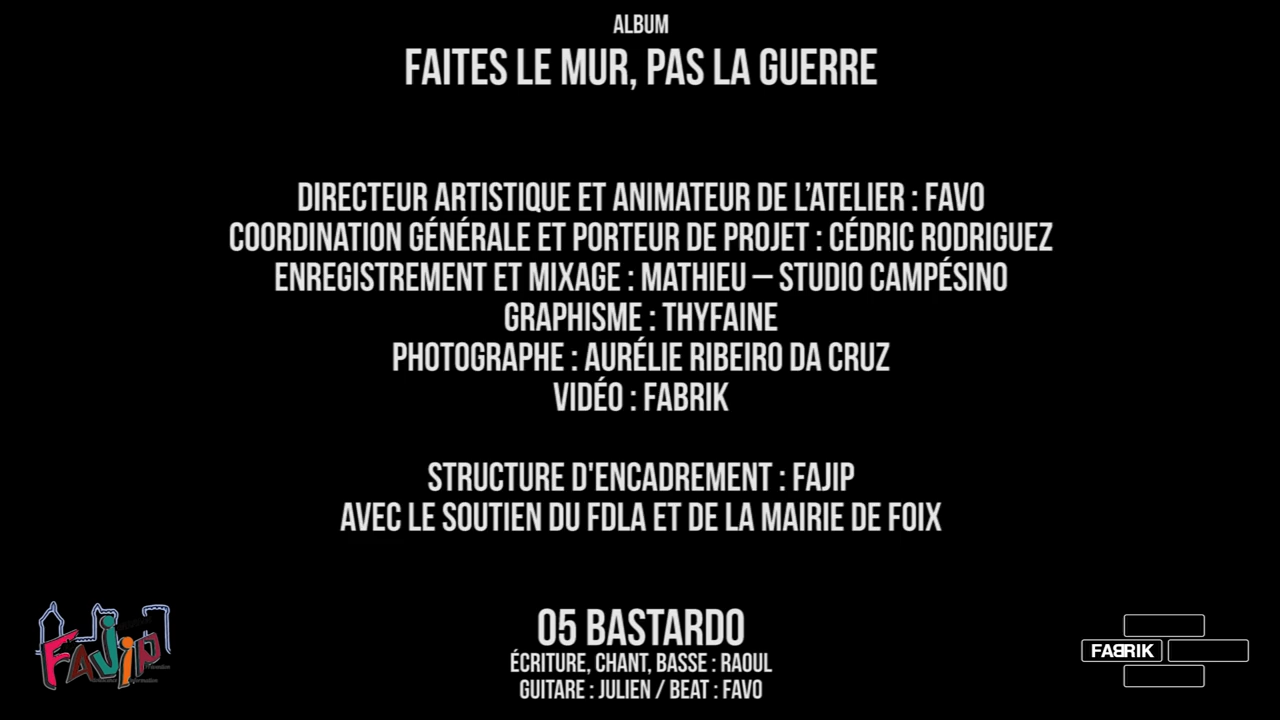 ALBUM
FAITES LE MUR, PAS LA GUERRE
DIRECTEUR ARTISTIQUE ET ANIMATEUR DE L’ATELIER : FAVO
COORDINATION GÉNÉRALE ET PORTEUR DE PROJET : CÉDRIC RODRIGUEZ
ENREGISTREMENT ET MIXAGE : MATHIEU – STUDIO CAMPÉSINO
GRAPHISME : THYFAINE
PHOTOGRAPHE : AURÉLIE RIBEIRO DA CRUZ
VIDÉO : FABRIK
STRUCTURE D'ENCADREMENT : FAJIP
AVEC LE SOUTIEN DU FDLA ET DE LA MAIRIE DE FOIX
05 BASTARDO
ÉCRITURE, CHANT, BASSE : RAOUL
GUITARE : JULIEN / BEAT : FAVO
FAJIP
FABRIK